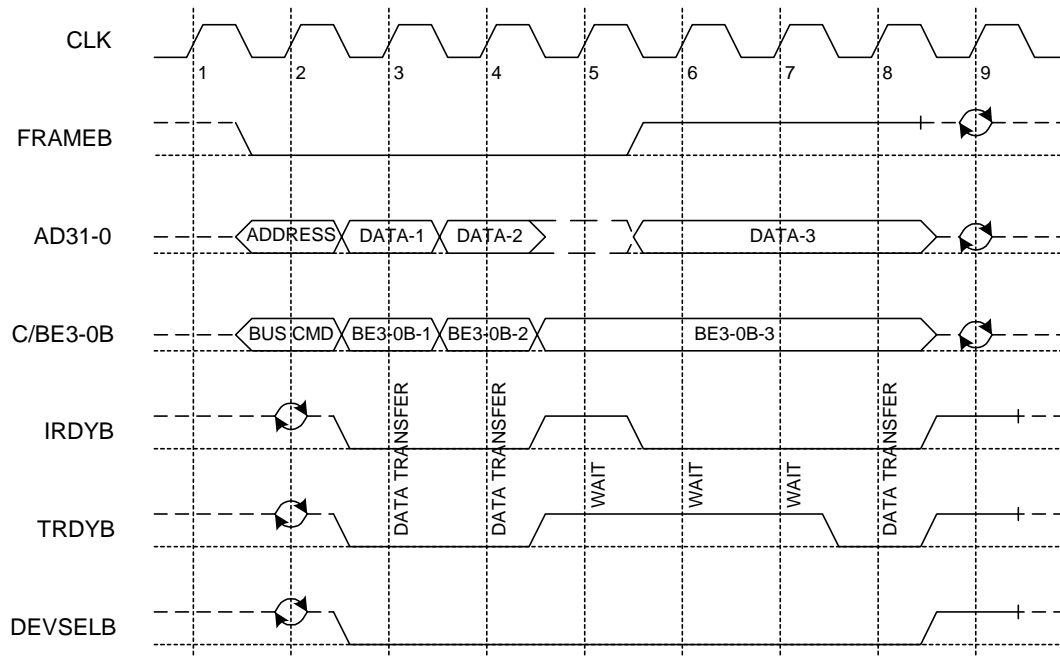 CLK
1 2 3 4 5 6 7 8 9
FRAMEB
AD31-0
ADDRESS DATA-1 DATA-2 DATA-3
C/BE3-0B
BUS CMD BE3-0B-1 BE3-0B-2 BE3-0B-3
IRDYB
DATA TRANSFER
DATA TRANSFER
WAIT
WAIT
WAIT
DATA TRANSFER
TRDYB
DEVSELB